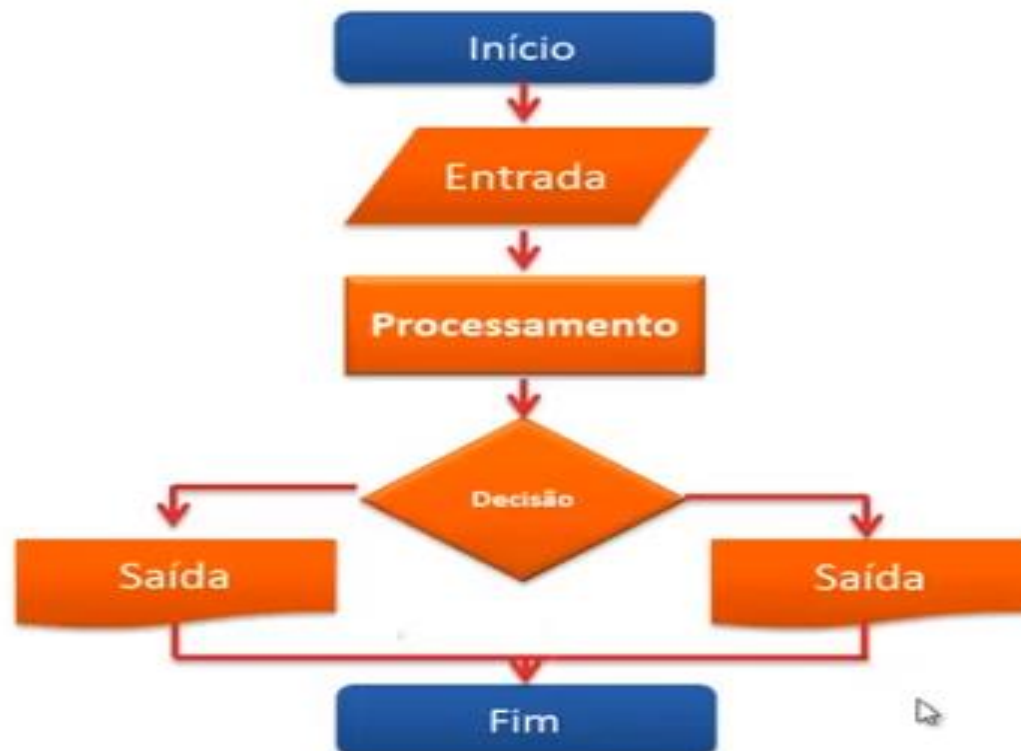 Início
Entrada
Processamento
Decisão
Saída
Saída
Fim